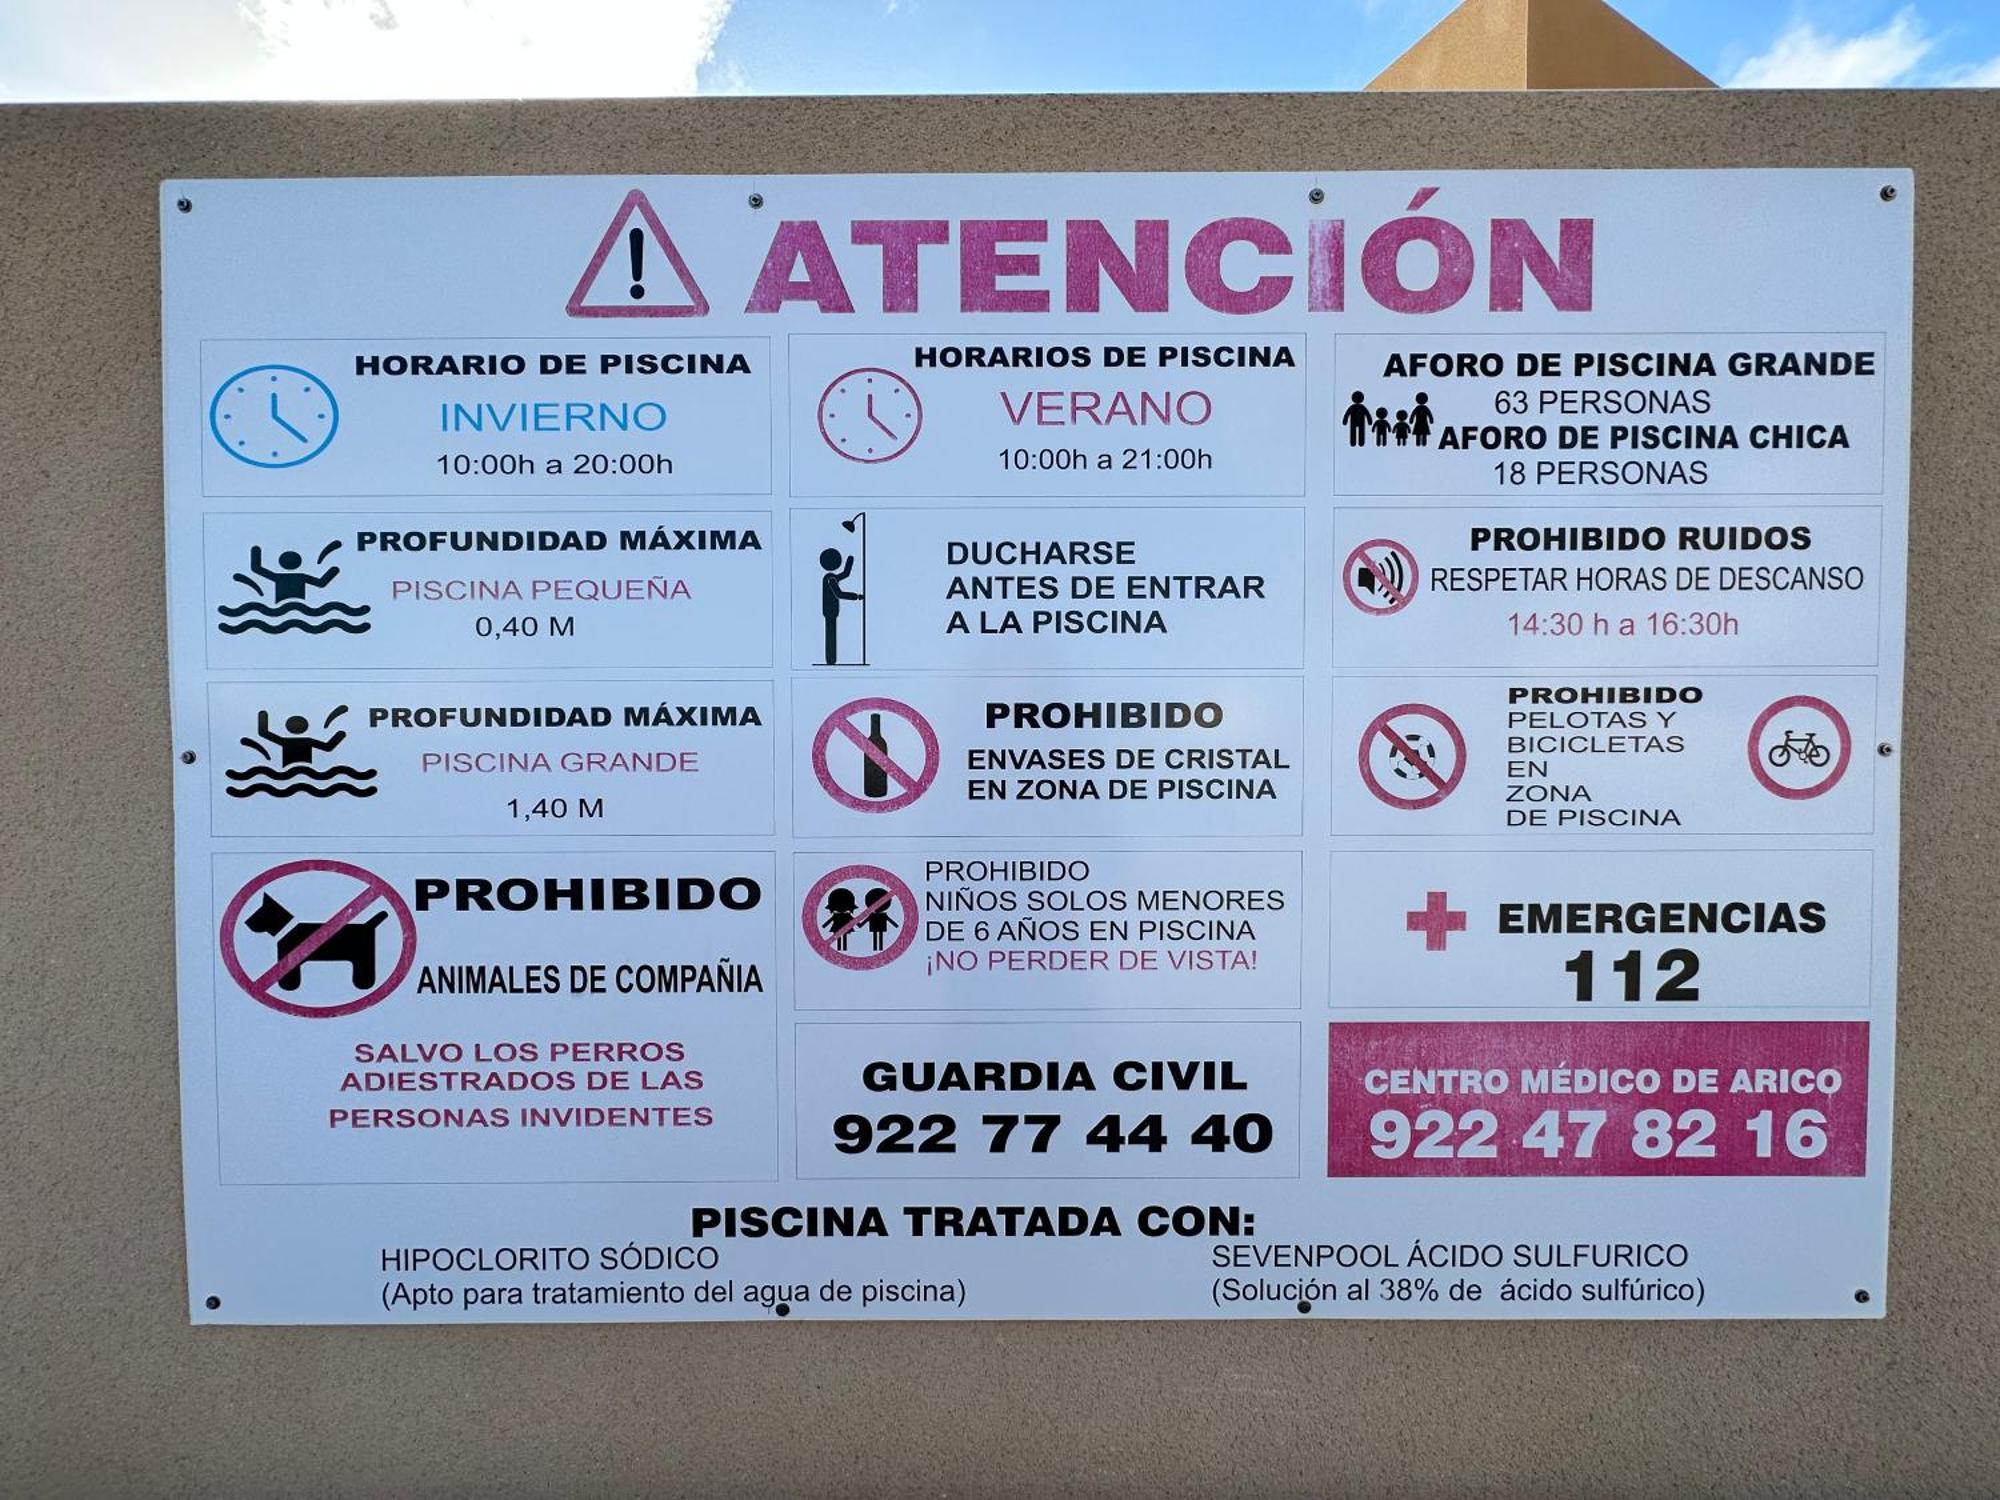 ATENCIÓN
HORARIO DE PISCINA
INVIERNO
10:00h a 20:00h
HORARIOS DE PISCINA
VERANO
10:00h a 21:00h
AFORO DE PISCINA GRANDE
63 PERSONAS
AFORO DE PISCINA CHICA
18 PERSONAS
PROFUNDIDAD MÁXIMA
PISCINA PEQUEÑA
0,40 M
DUCHARSE
ANTES DE ENTRAR
A LA PISCINA
PROHIBIDO RUIDOS
RESPETAR HORAS DE DESCANSO
14:30 h a 16:30h
PROFUNDIDAD MÁXIMA
PISCINA GRANDE
1,40 M
PROHIBIDO
ENVASES DE CRISTAL
EN ZONA DE PISCINA
PROHIBIDO
PELOTAS Y
BICICLETAS
EN
ZONA
DE PISCINA
PROHIBIDO
ANIMALES DE COMPAÑIA
SALVO LOS PERROS
ADIESTRADOS DE LAS
PERSONAS INVIDENTES
PROHIBIDO
NIÑOS SOLOS MENORES
DE 6 AÑOS EN PISCINA
¡NO PERDER DE VISTA!
EMERGENCIAS
112
GUARDIA CIVIL
922 77 44 40
CENTRO MÉDICO DE ARICO
922 47 82 16
PISCINA TRATADA CON:
HIPOCLORITO SÓDICO
(Apto para tratamiento del agua de piscina)
SEVENPOOL ÁCIDO SULFURICO
(Solución al 38% de ácido sulfúrico)